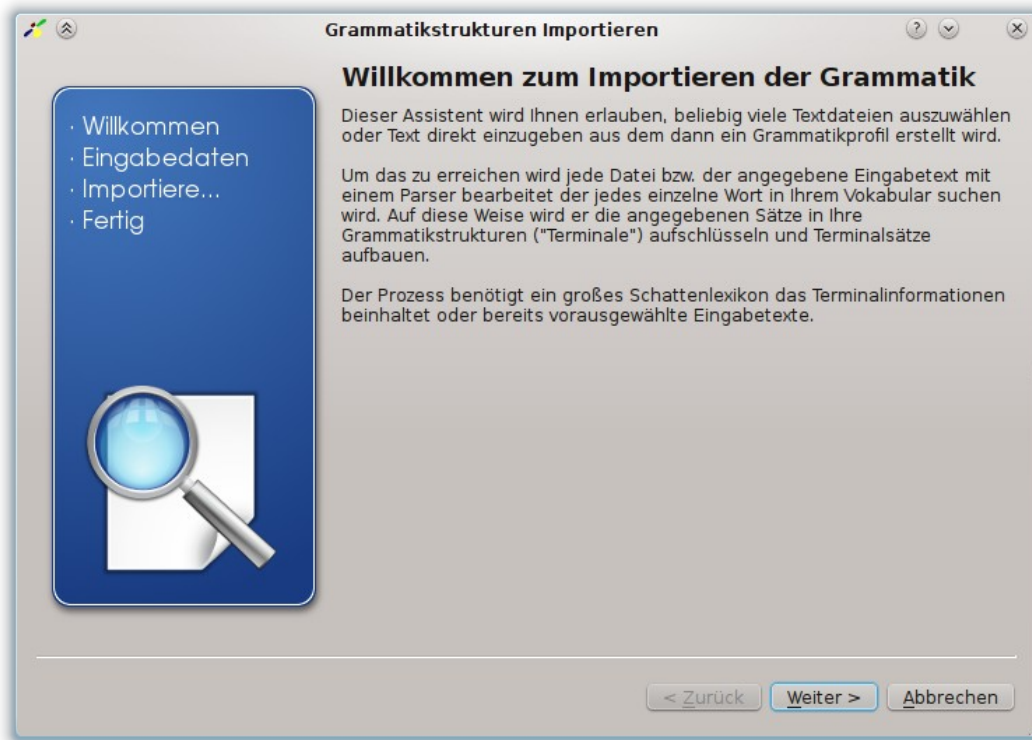 Grammatikstrukturen Importieren
· Willkommen
· Eingabedaten
· Importiere...
· Fertig
Willkommen zum Importieren der Grammatik
Dieser Assistent wird Ihnen erlauben, beliebig viele Textdateien auszuwählen
oder Text direkt einzugeben aus dem dann ein Grammatikprofil erstellt wird.
Um das zu erreichen wird jede Datei bzw. der angegebene Eingabetext mit
einem Parser bearbeitet der jedes einzelne Wort in Ihrem Vokabular suchen
wird. Auf diese Weise wird er die angegebenen Sätze in Ihre
Grammatikstrukturen ("Terminale") aufschlüsseln und Terminalsätze
aufbauen.
Der Prozess benötigt ein großes Schattenlexikon das Terminalinformationen
beinhaltet oder bereits vorausgewählte Eingabetexte.
< Zurück
Weiter >
Abbrechen